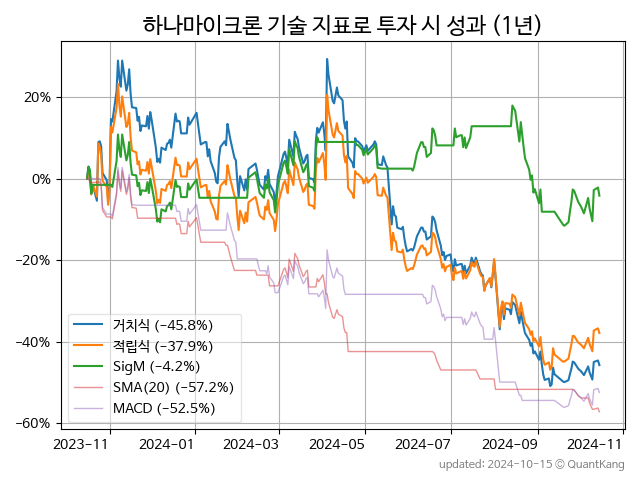 하나마이크론 기술 지표로 투자 시 성과 (1년)
20%
0%
−20%
−40%
−60%
거치식 (−45.8%)
적립식 (−37.9%)
SigM (−4.2%)
SMA(20) (−57.2%)
MACD (−52.5%)
2023−11 2024−01 2024−03 2024−05 2024−07 2024−09 2024−11
updated: 2024-10-15 © QuantKang